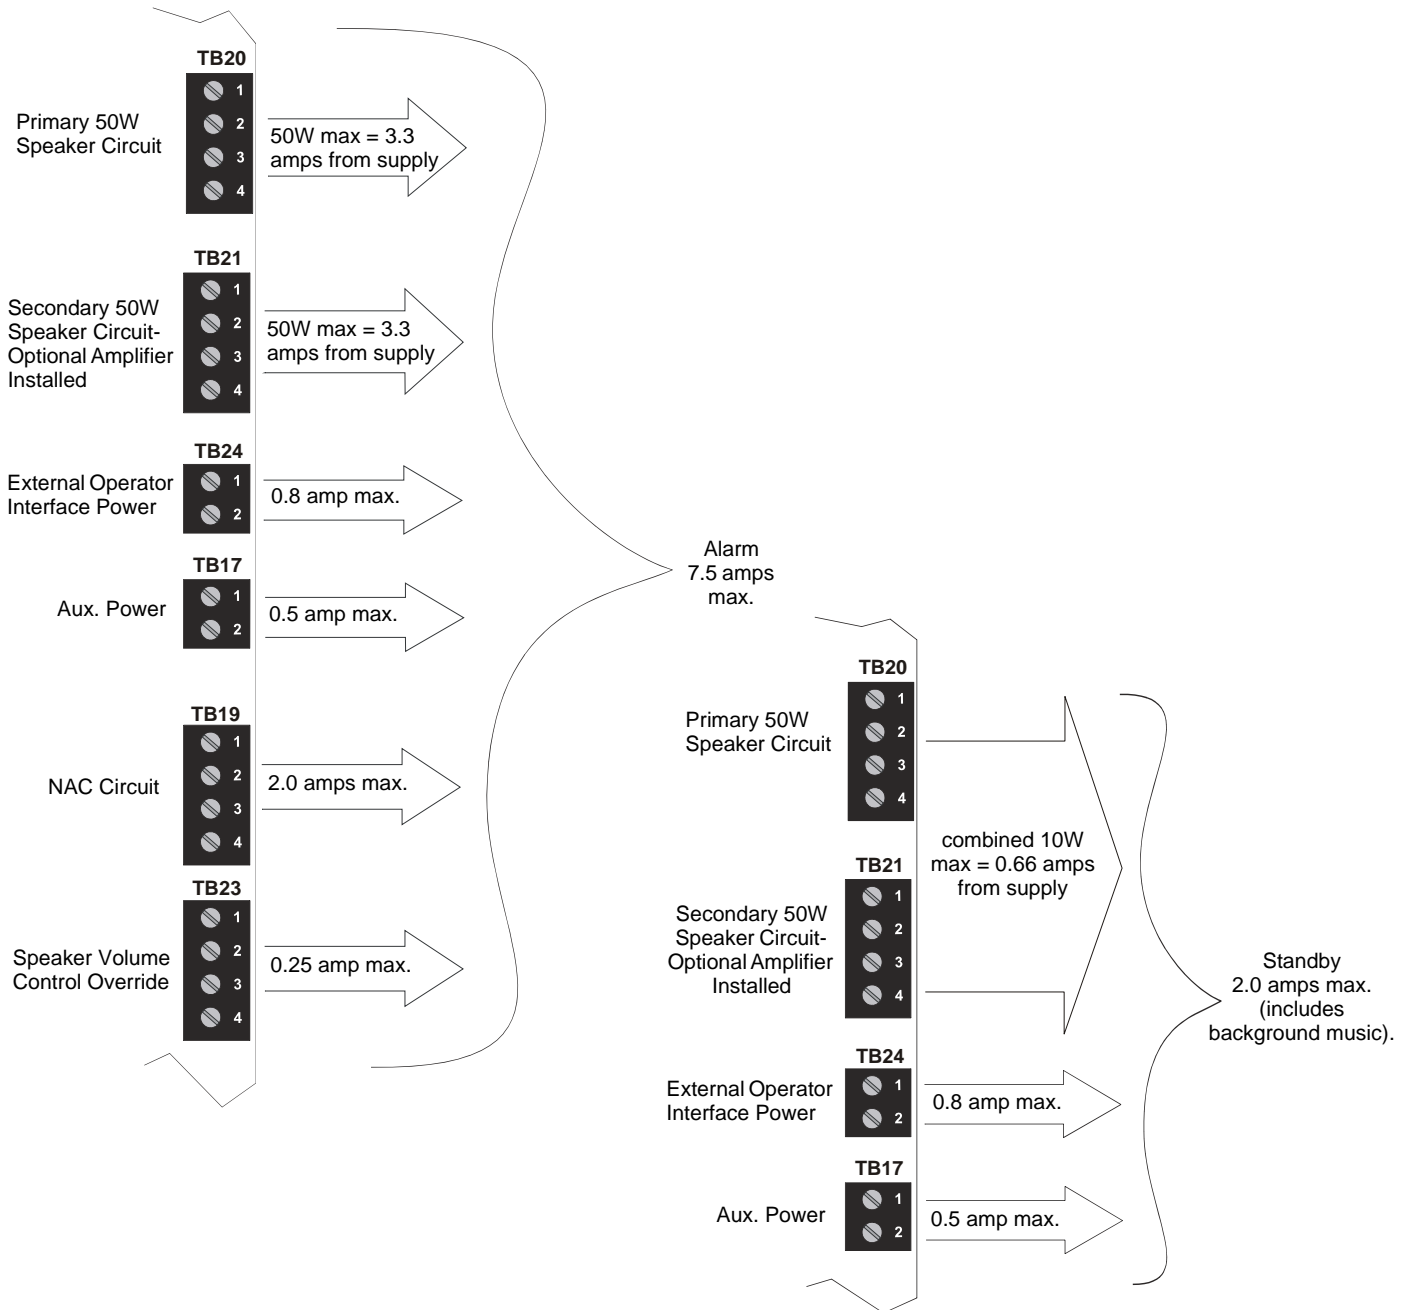 TB20
1
2
3
4
Primary 50W
Speaker Circuit
50W max = 3.3
amps from supply
TB21
1
2
3
4
Secondary 50W
Speaker Circuit-
Optional Amplifier
Installed
50W max = 3.3
amps from supply
TB24
1
2
External Operator
Interface Power
0.8 amp max.
TB17
1
2
Aux. Power
0.5 amp max.
TB19
1
2
3
4
NAC Circuit
2.0 amps max.
TB23
1
2
3
4
Speaker Volume
Control Override
0.25 amp max.
Alarm
7.5 amps
max.
TB20
1
2
3
4
Primary 50W
Speaker Circuit
combined 10W
max = 0.66 amps
from supply
TB21
1
2
3
4
Secondary 50W
Speaker Circuit-
Optional Amplifier
Installed
TB24
1
2
External Operator
Interface Power
0.8 amp max.
TB17
1
2
Aux. Power
0.5 amp max.
Standby
2.0 amps max.
(includes
background music).